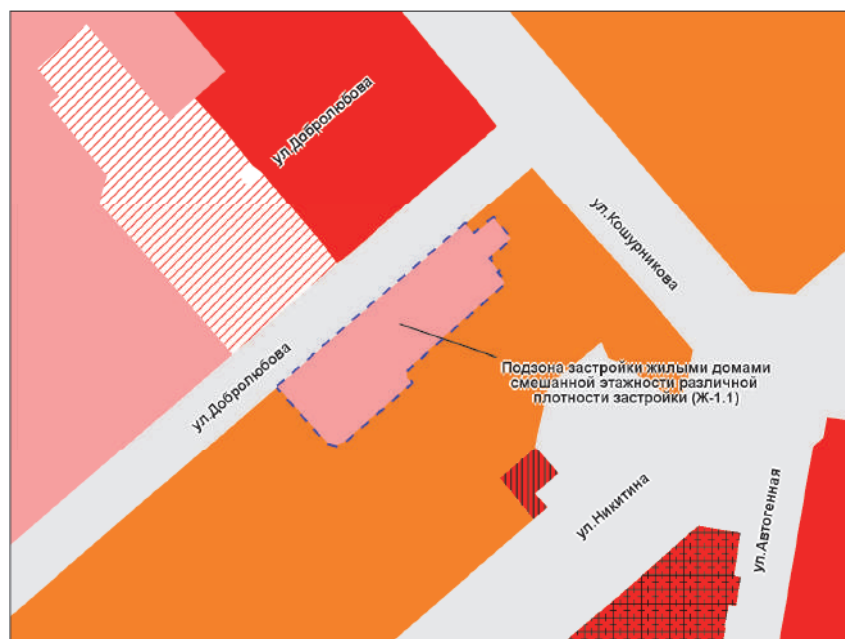 ул.Добролюбова
ул.Кошурникова
ул.Добролюбова
Подзона застройки жилыми домами
смешанной этажности различной
плотности застройки (Ж-1.1)
ул.Никитина
ул.Автогенная